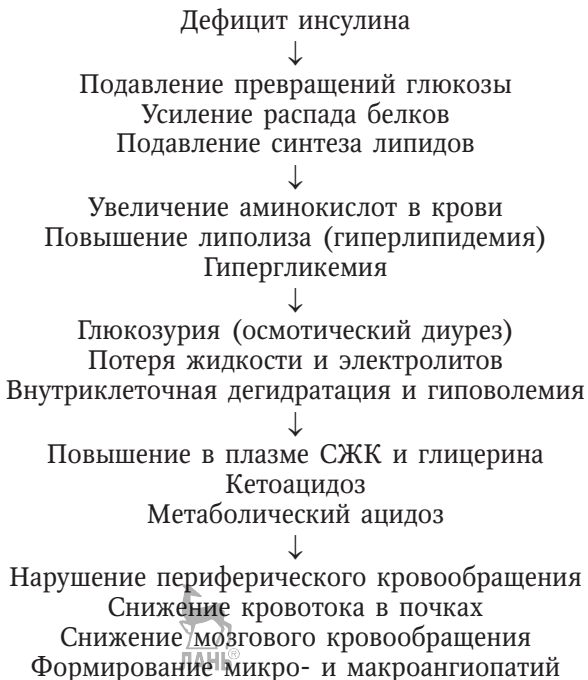 Дефицит инсулина
↓
Подавление превращений глюкозы
Усиление распада белков
Подавление синтеза липидов
↓
Увеличение аминокислот в крови
Повышение липолиза (гиперлипидемия)
Гипергликемия
↓
Глюкозурия (осмотический диурез)
Потеря жидкости и электролитов
Внутриклеточная дегидратация и гиповолемия
↓
Повышение в плазме СЖК и глицерина
Кетоацидоз
Метаболический ацидоз
↓
Нарушение периферического кровообращения
Снижение кровотока в почках
Снижение мозгового кровообращения
ЛАНЬ®
Формирование микро- и макроангиопатий